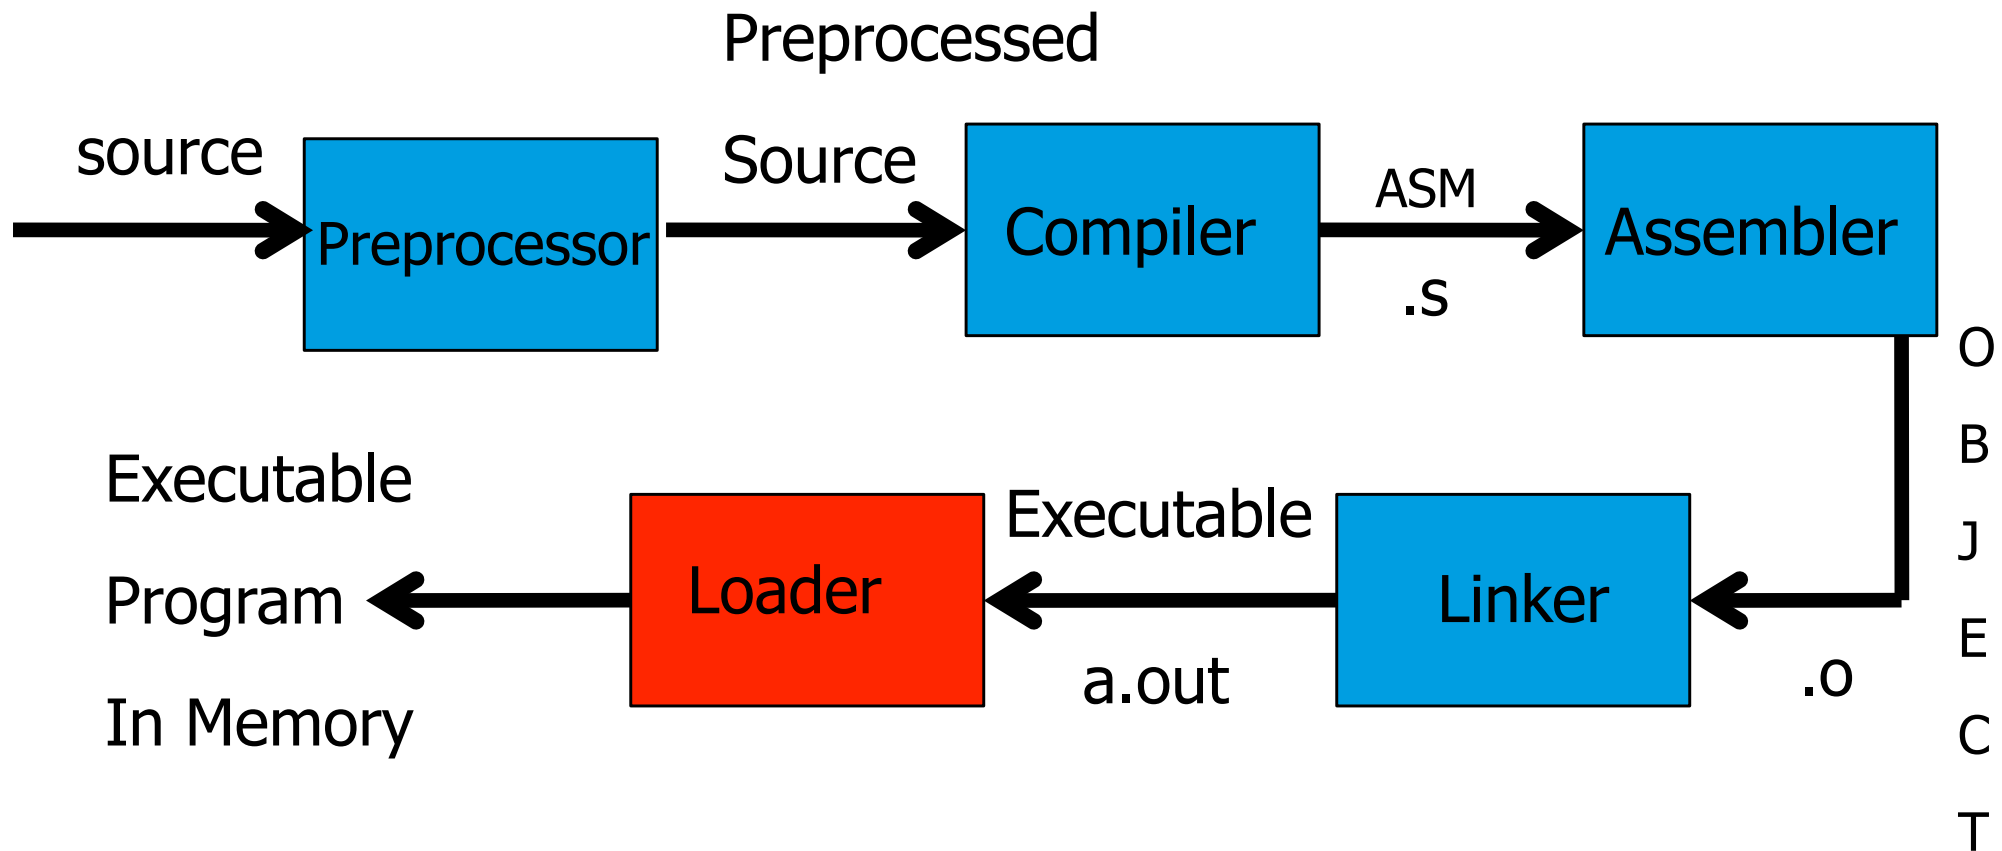 source
Preprocessor
Preprocessed
Source
Compiler
ASM
.s
Assembler
O
B
J
E
C
T
.o
Linker
Executable
a.out
Loader
Executable
Program
In Memory